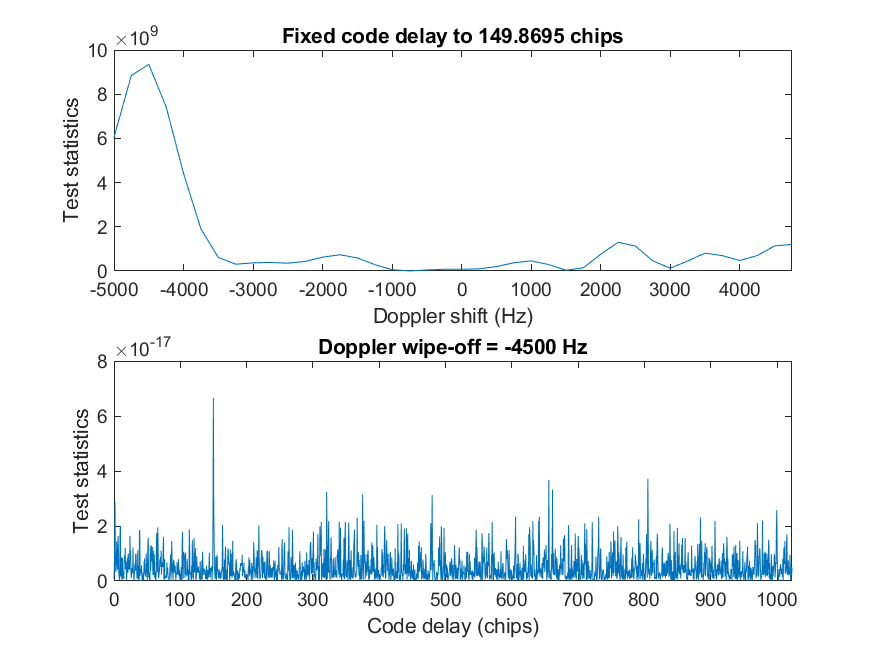 ×10^9
Fixed code delay to 149.8695 chips
10
8
6
4
2
0
Test statistics
-5000 -4000 -3000 -2000 -1000 0 1000 2000 3000 4000
Doppler shift (Hz)
×10^-17
Doppler wipe-off = -4500 Hz
8
6
4
2
0
Test statistics
0 100 200 300 400 500 600 700 800 900 1000
Code delay (chips)